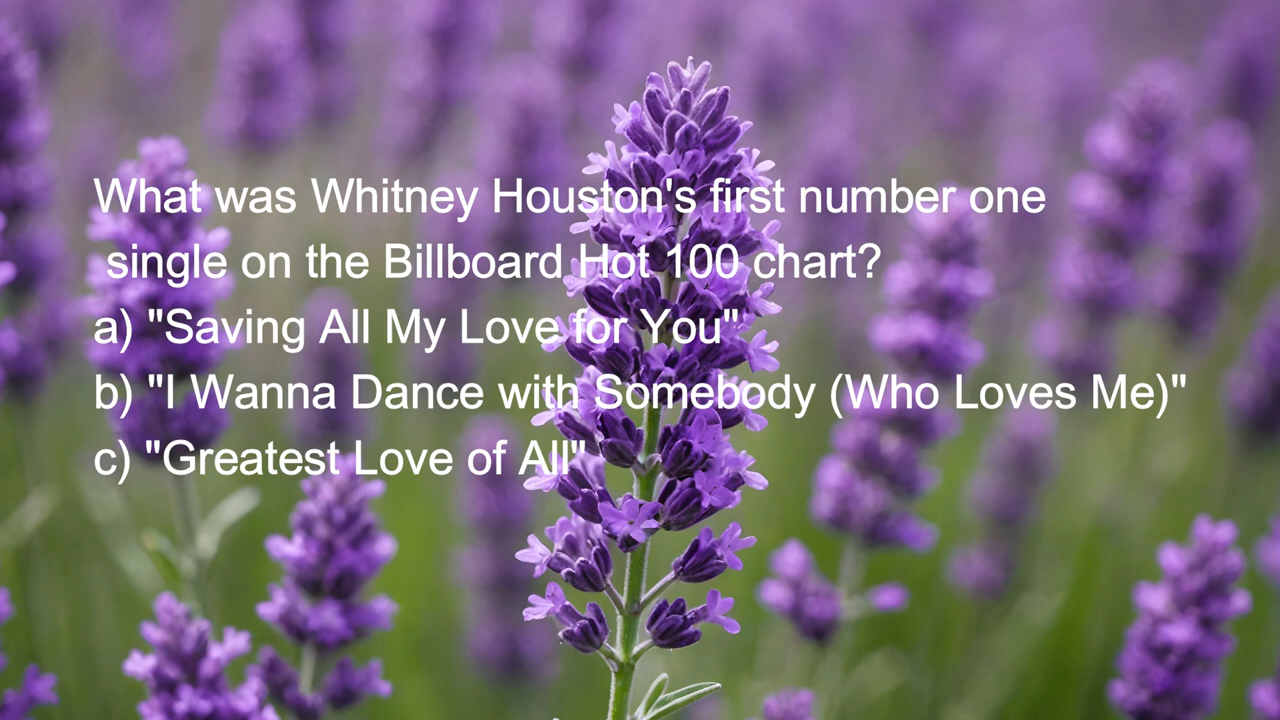 What was Whitney Houston's first number one
single on the Billboard Hot 100 chart?
a) "Saving All My Love for You"
b) "I Wanna Dance with Somebody (Who Loves Me)"
c) "Greatest Love of All"